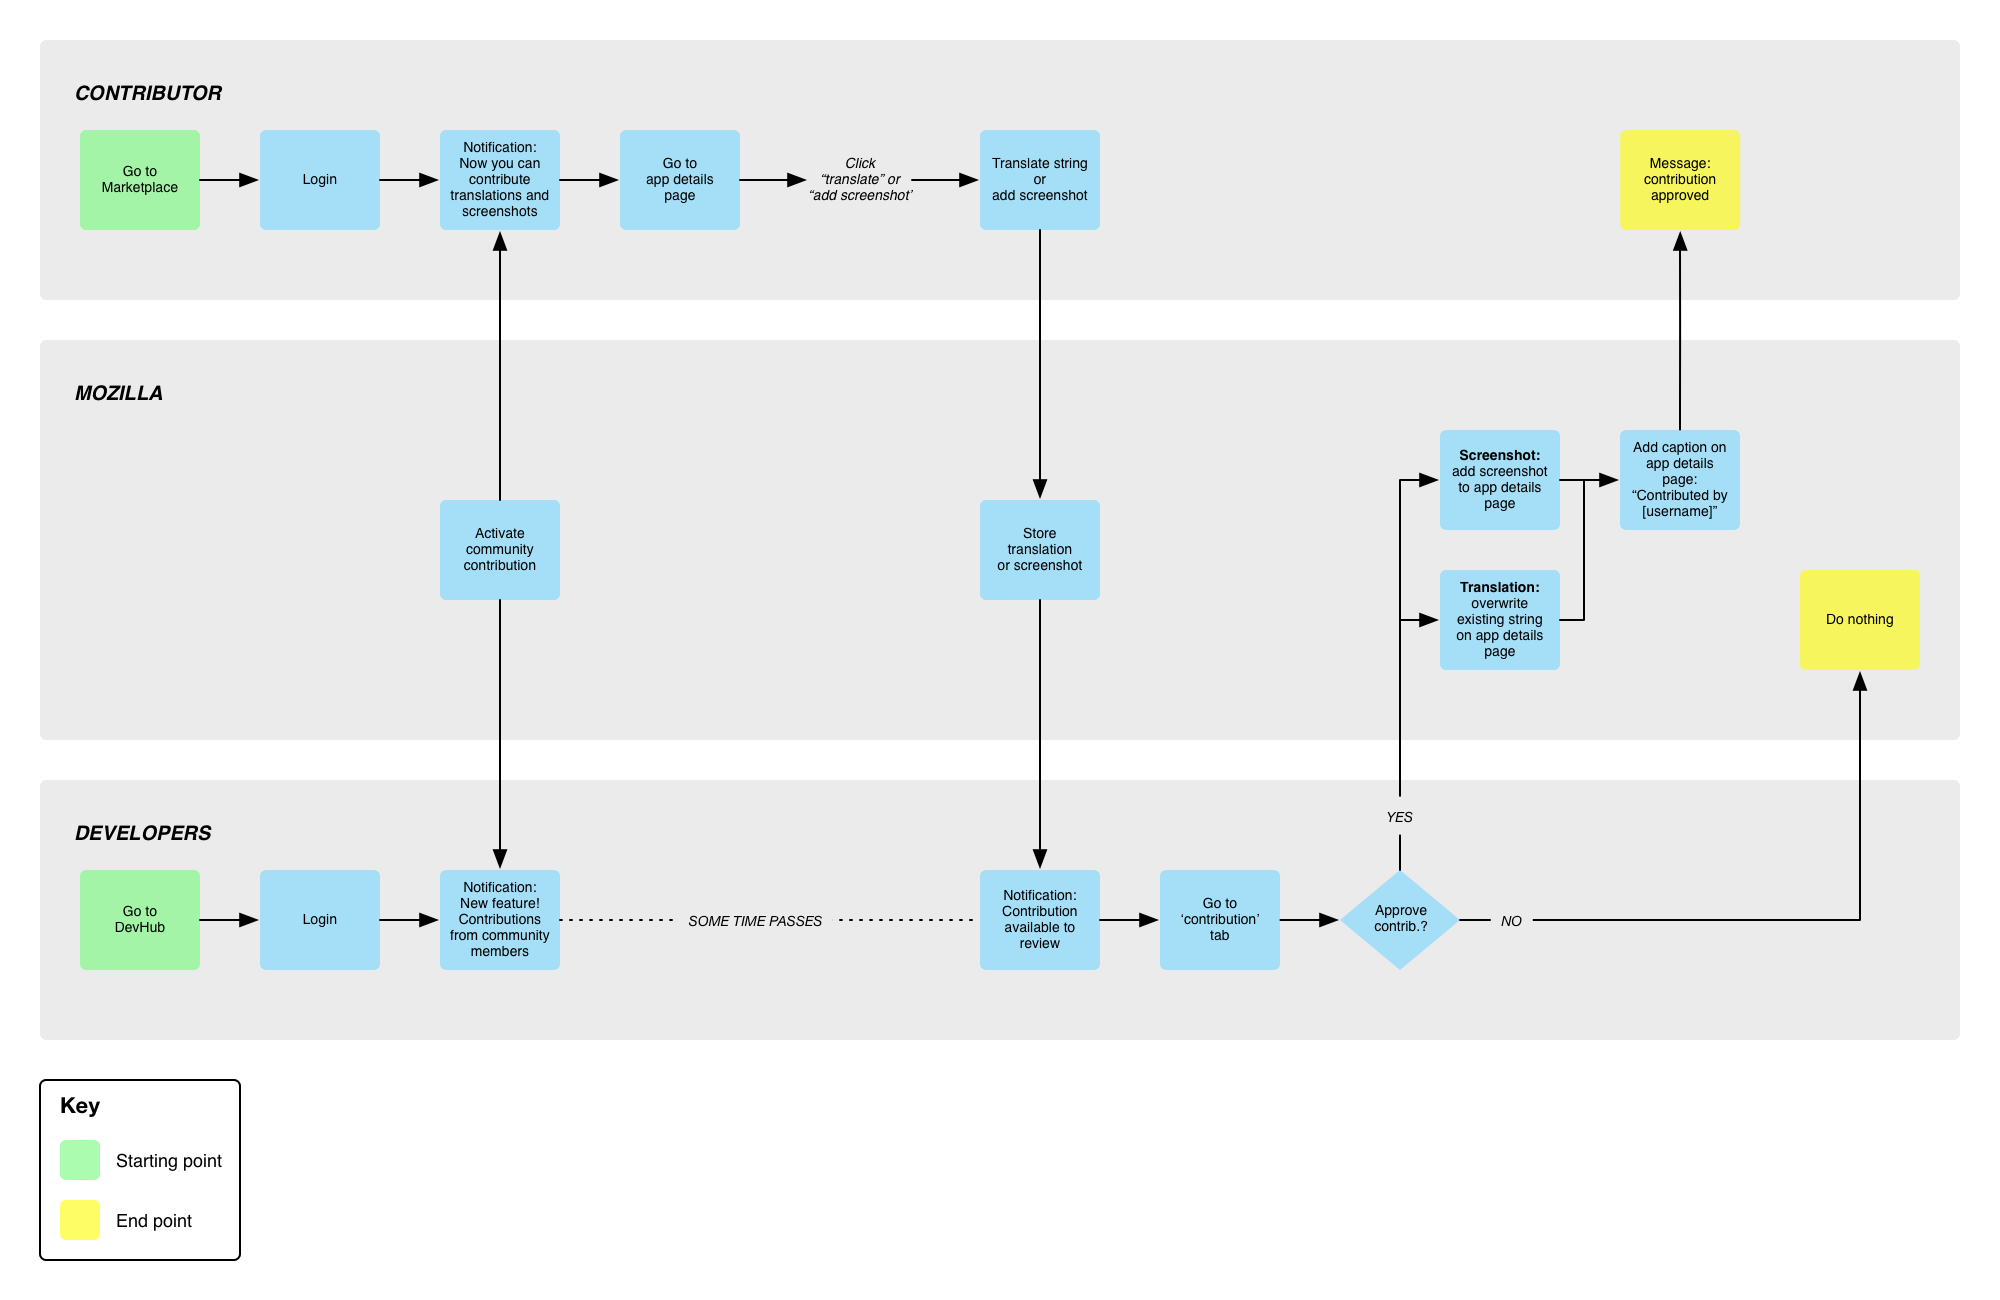 CONTRIBUTOR
Go to
Marketplace
Login
Notification:
Now you can
contribute
translations and
screenshots
Go to
app details
page
Click
“translate” or
“add screenshot’
Translate string
or
add screenshot
Message:
contribution
approved
MOZILLA
Activate
community
contribution
Store
translation
or screenshot
Screenshot:
add screenshot
to app details
page
Translation:
overwrite
existing string
on app details
page
Add caption on
app details
page:
“Contributed by
[username]”
Do nothing
DEVELOPERS
Go to
DevHub
Login
Notification:
New feature!
Contributions
from community
members
SOME TIME PASSES
Notification:
Contribution
available to
review
Go to
‘contribution’
tab
Approve
contrib.?
YES
NO
Key
Starting point
End point